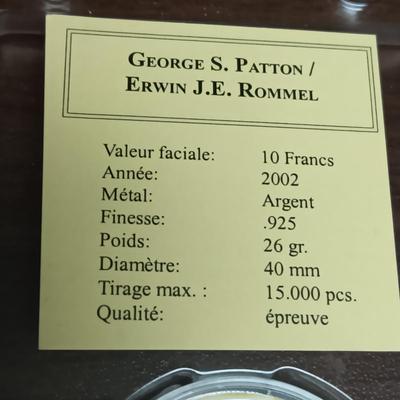 GEORGE S. PATTON /
ERWIN J.E. ROMMEL
Valeur faciale: 10 Francs
Année: 2002
Métal: Argent
Finesse: .925
Poids: 26 gr.
Diamètre: 40 mm
Tirage max. : 15.000 pcs.
Qualité: épreuve